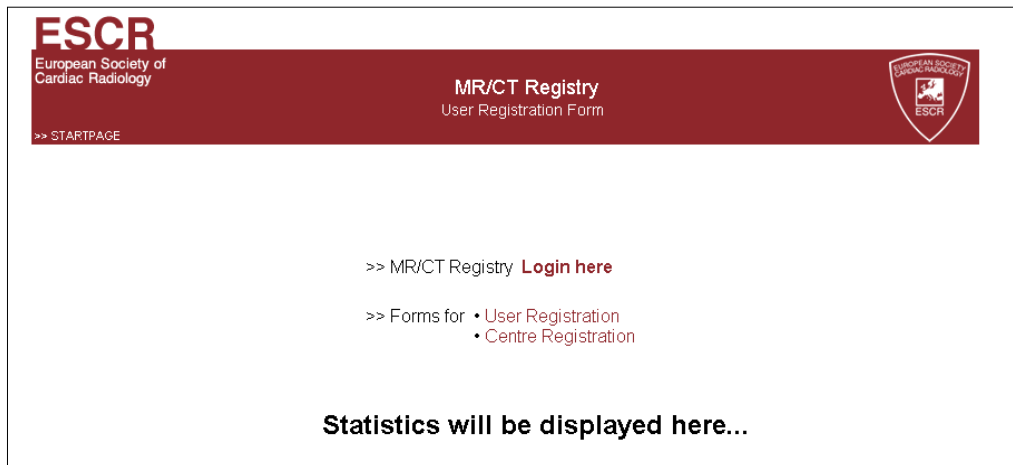 ESCR
European Society of
Cardiac Radiology
MR/CT Registry
User Registration Form
>> STARTPAGE
EUROPEAN SOCIETY
CARDIAC RADIOLOGY
ESCR
>> MR/CT Registry Login here
>> Forms for • User Registration
• Centre Registration
Statistics will be displayed here...